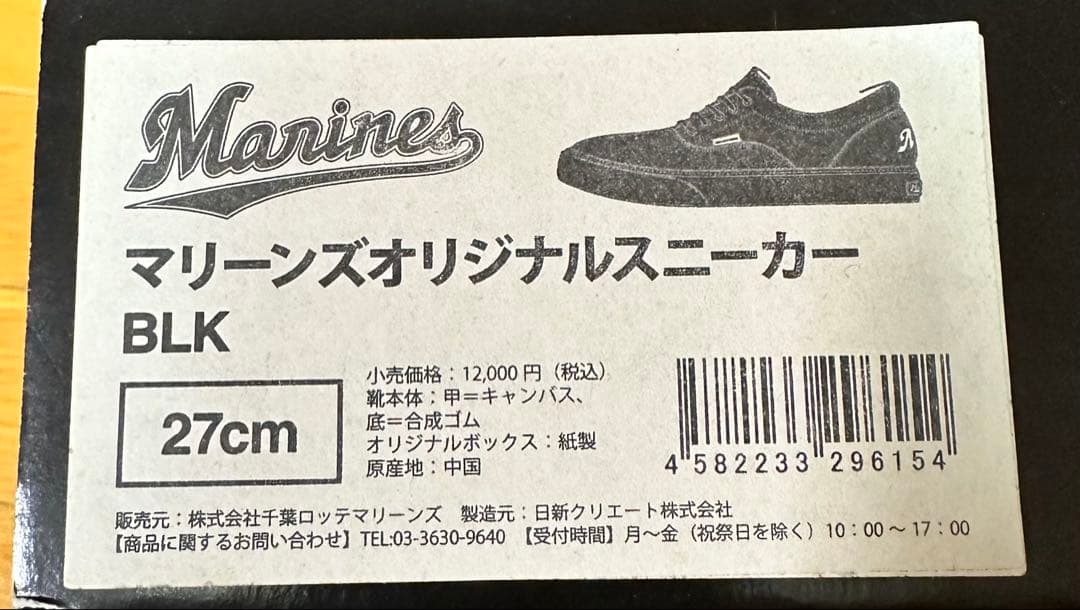 Marines
マリーンズオリジナルスニーカー
BLK
27cm
小売価格：12,000円（税込）
靴本体：甲＝キャンバス、
底＝合成ゴム
オリジナルボックス：紙製
原産地：中国
4 582233 296154
販売元：株式会社千葉ロッテマリーンズ　製造元：日新クリエート株式会社
【商品に関するお問い合わせ】TEL:03-3630-9640　【受付時間】月～金（祝祭日を除く）10：00～17：00